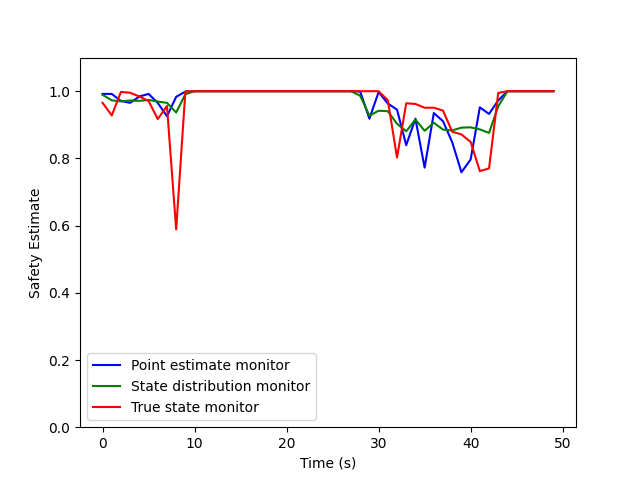 1.0
0.8
0.6
0.4
0.2
0.0
Safety Estimate
Point estimate monitor
State distribution monitor
True state monitor
0 10 20 30 40 50
Time (s)